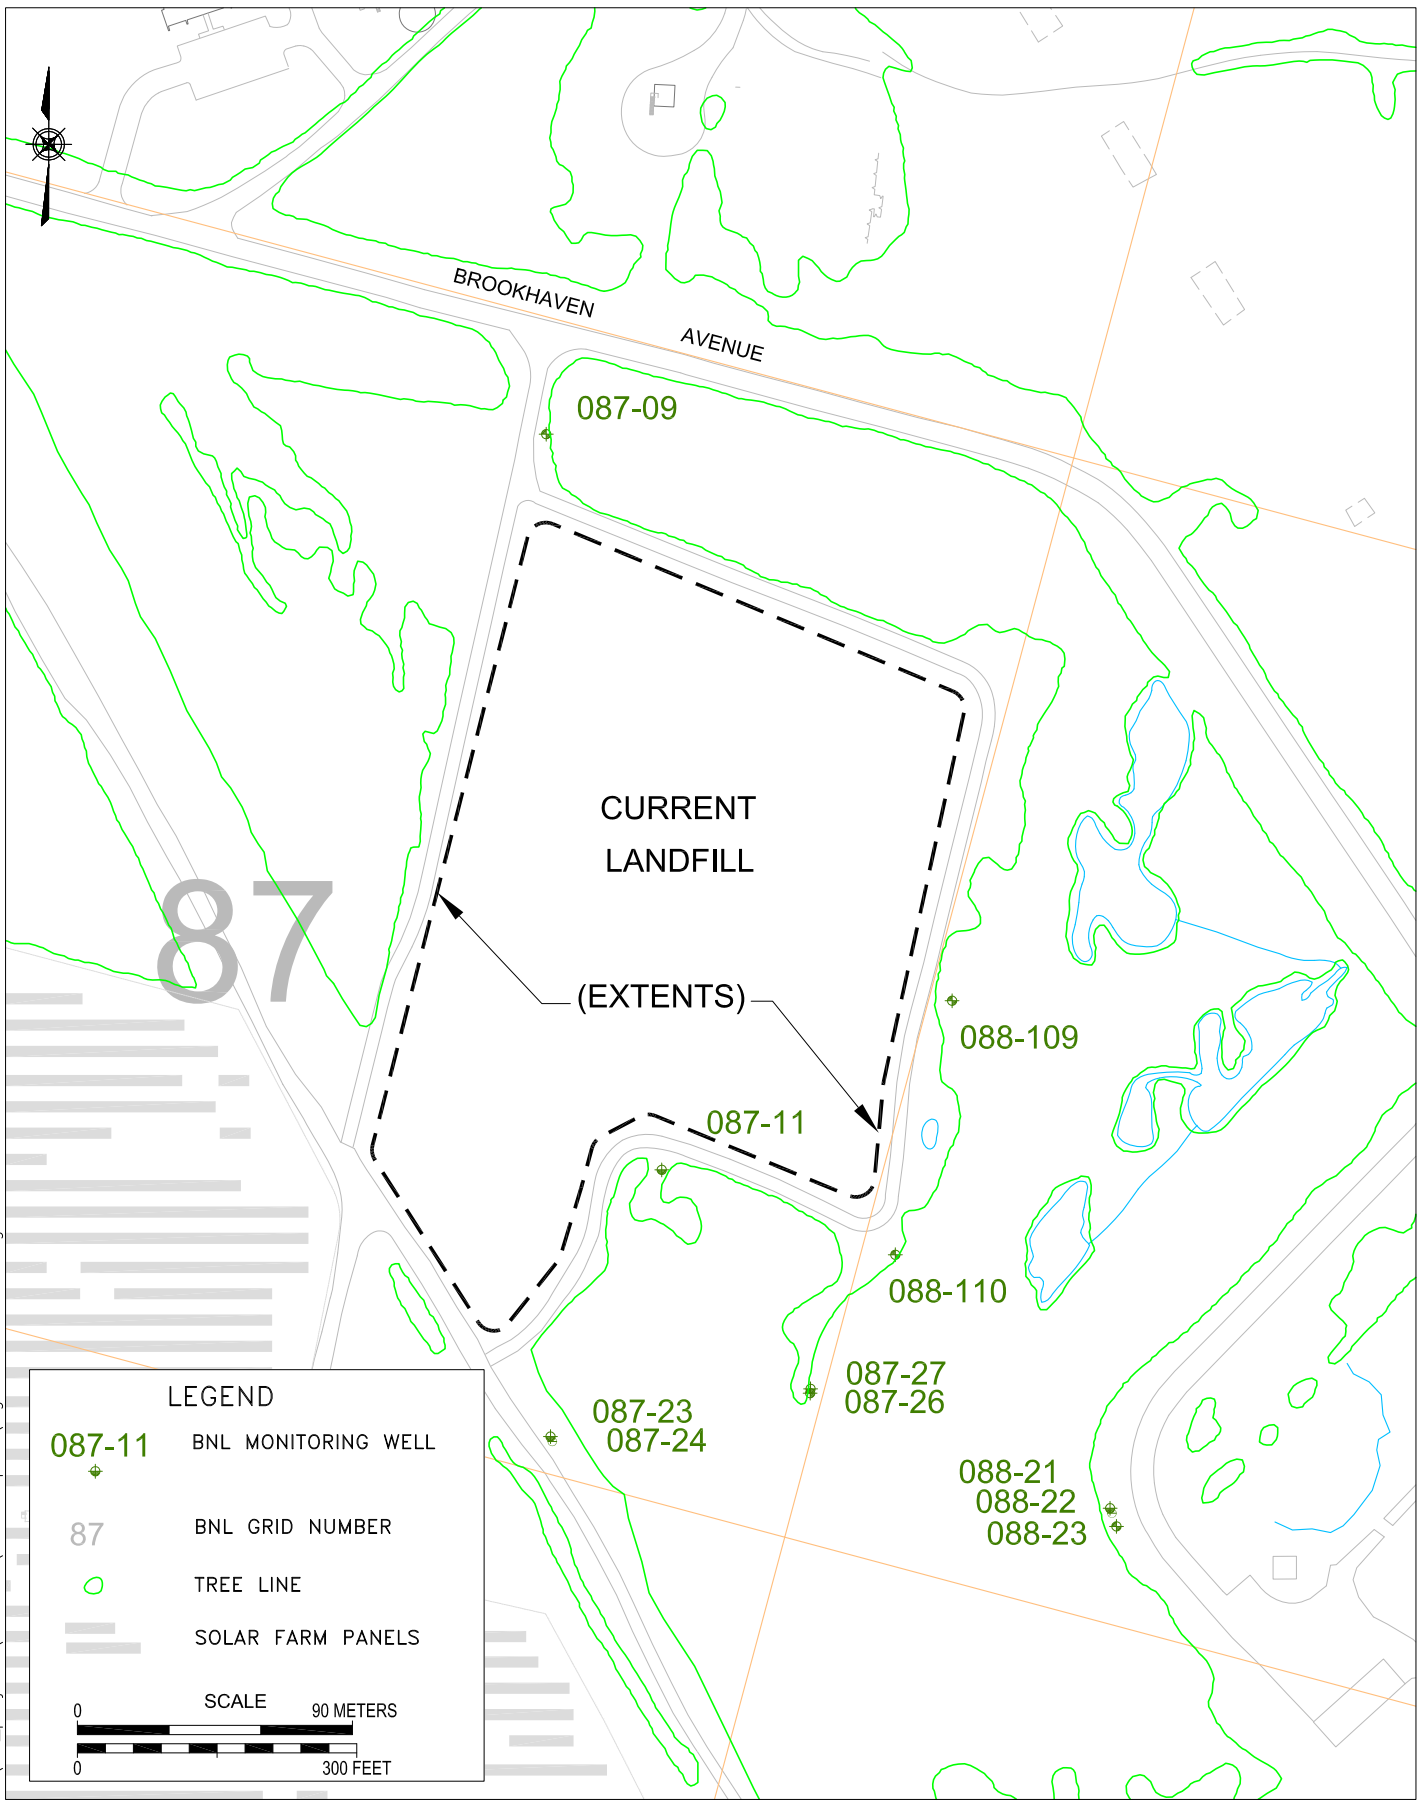 BROOKHAVEN
AVENUE
087-09
CURRENT
LANDFILL
87
(EXTENTS)
088-109
087-11
088-110
087-27
087-26
087-23
087-24
088-21
088-22
088-23
LEGEND
087-11 BNL MONITORING WELL
87 BNL GRID NUMBER
TREE LINE
SOLAR FARM PANELS
SCALE
0 90 METERS
0 300 FEET